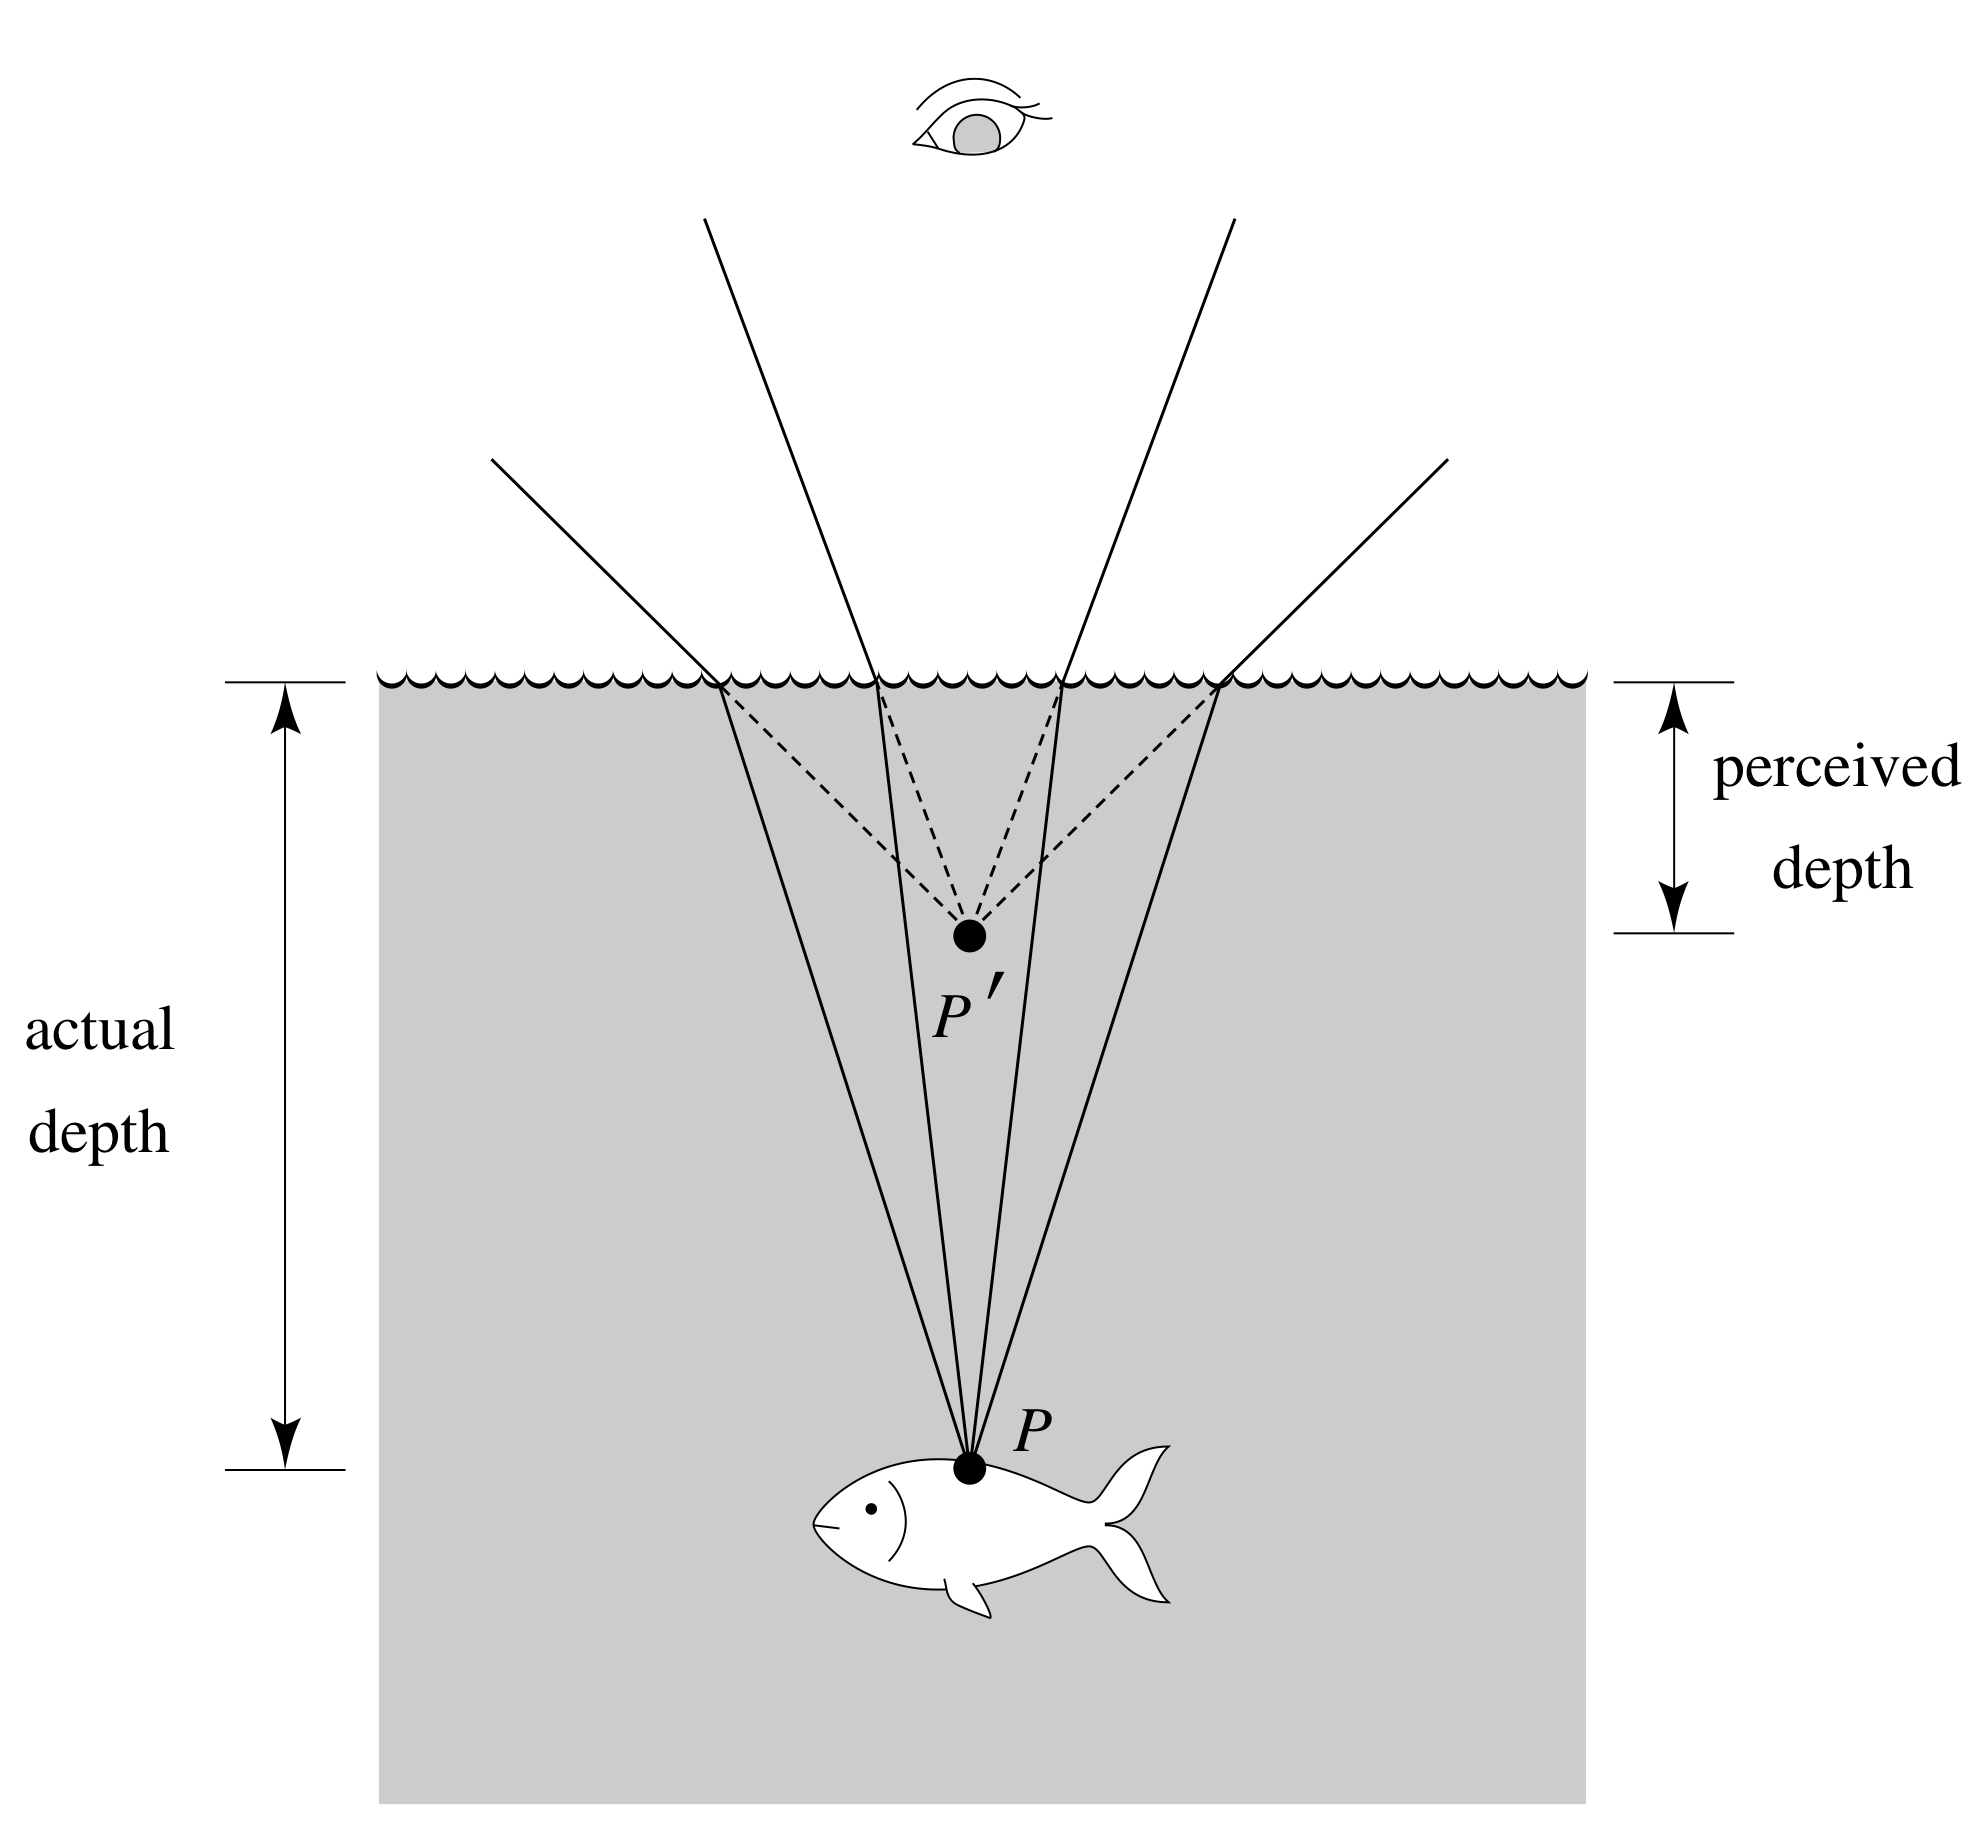 perceived
depth
P′
actual
depth
P